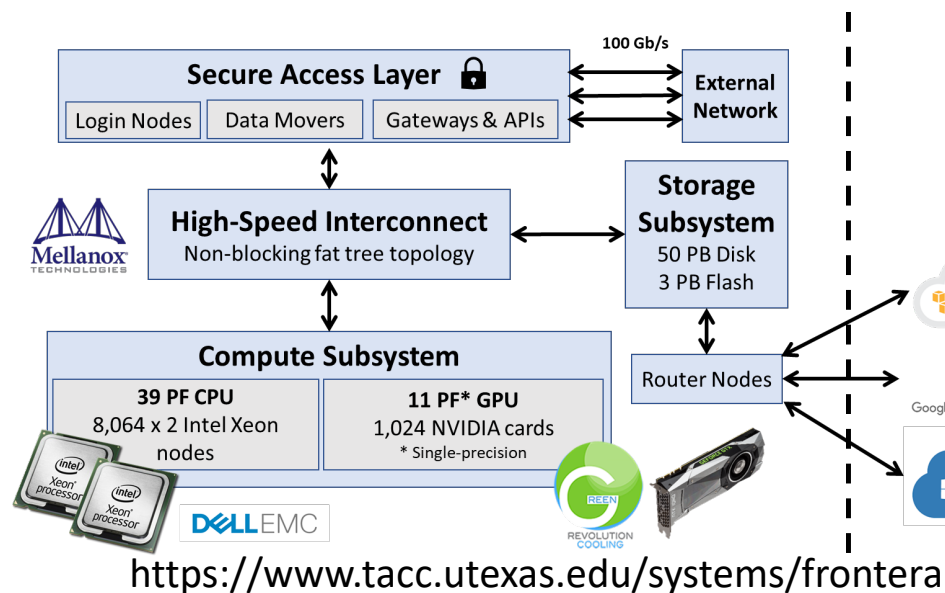 100 Gb/s
Secure Access Layer
Login Nodes
Data Movers
Gateways & APIs
External
Network
Mellanox
TECHNOLOGIES
High-Speed Interconnect
Non-blocking fat tree topology
Storage
Subsystem
50 PB Disk
3 PB Flash
Compute Subsystem
39 PF CPU
8,064 x 2 Intel Xeon
nodes
11 PF* GPU
1,024 NVIDIA cards
* Single-precision
Router Nodes
Google
intel
Xeon
processor
intel
Xeon
processor
DELLEMC
GREEN
REVOLUTION
COOLING
GEFORCE GTX
https://www.tacc.utexas.edu/systems/frontera